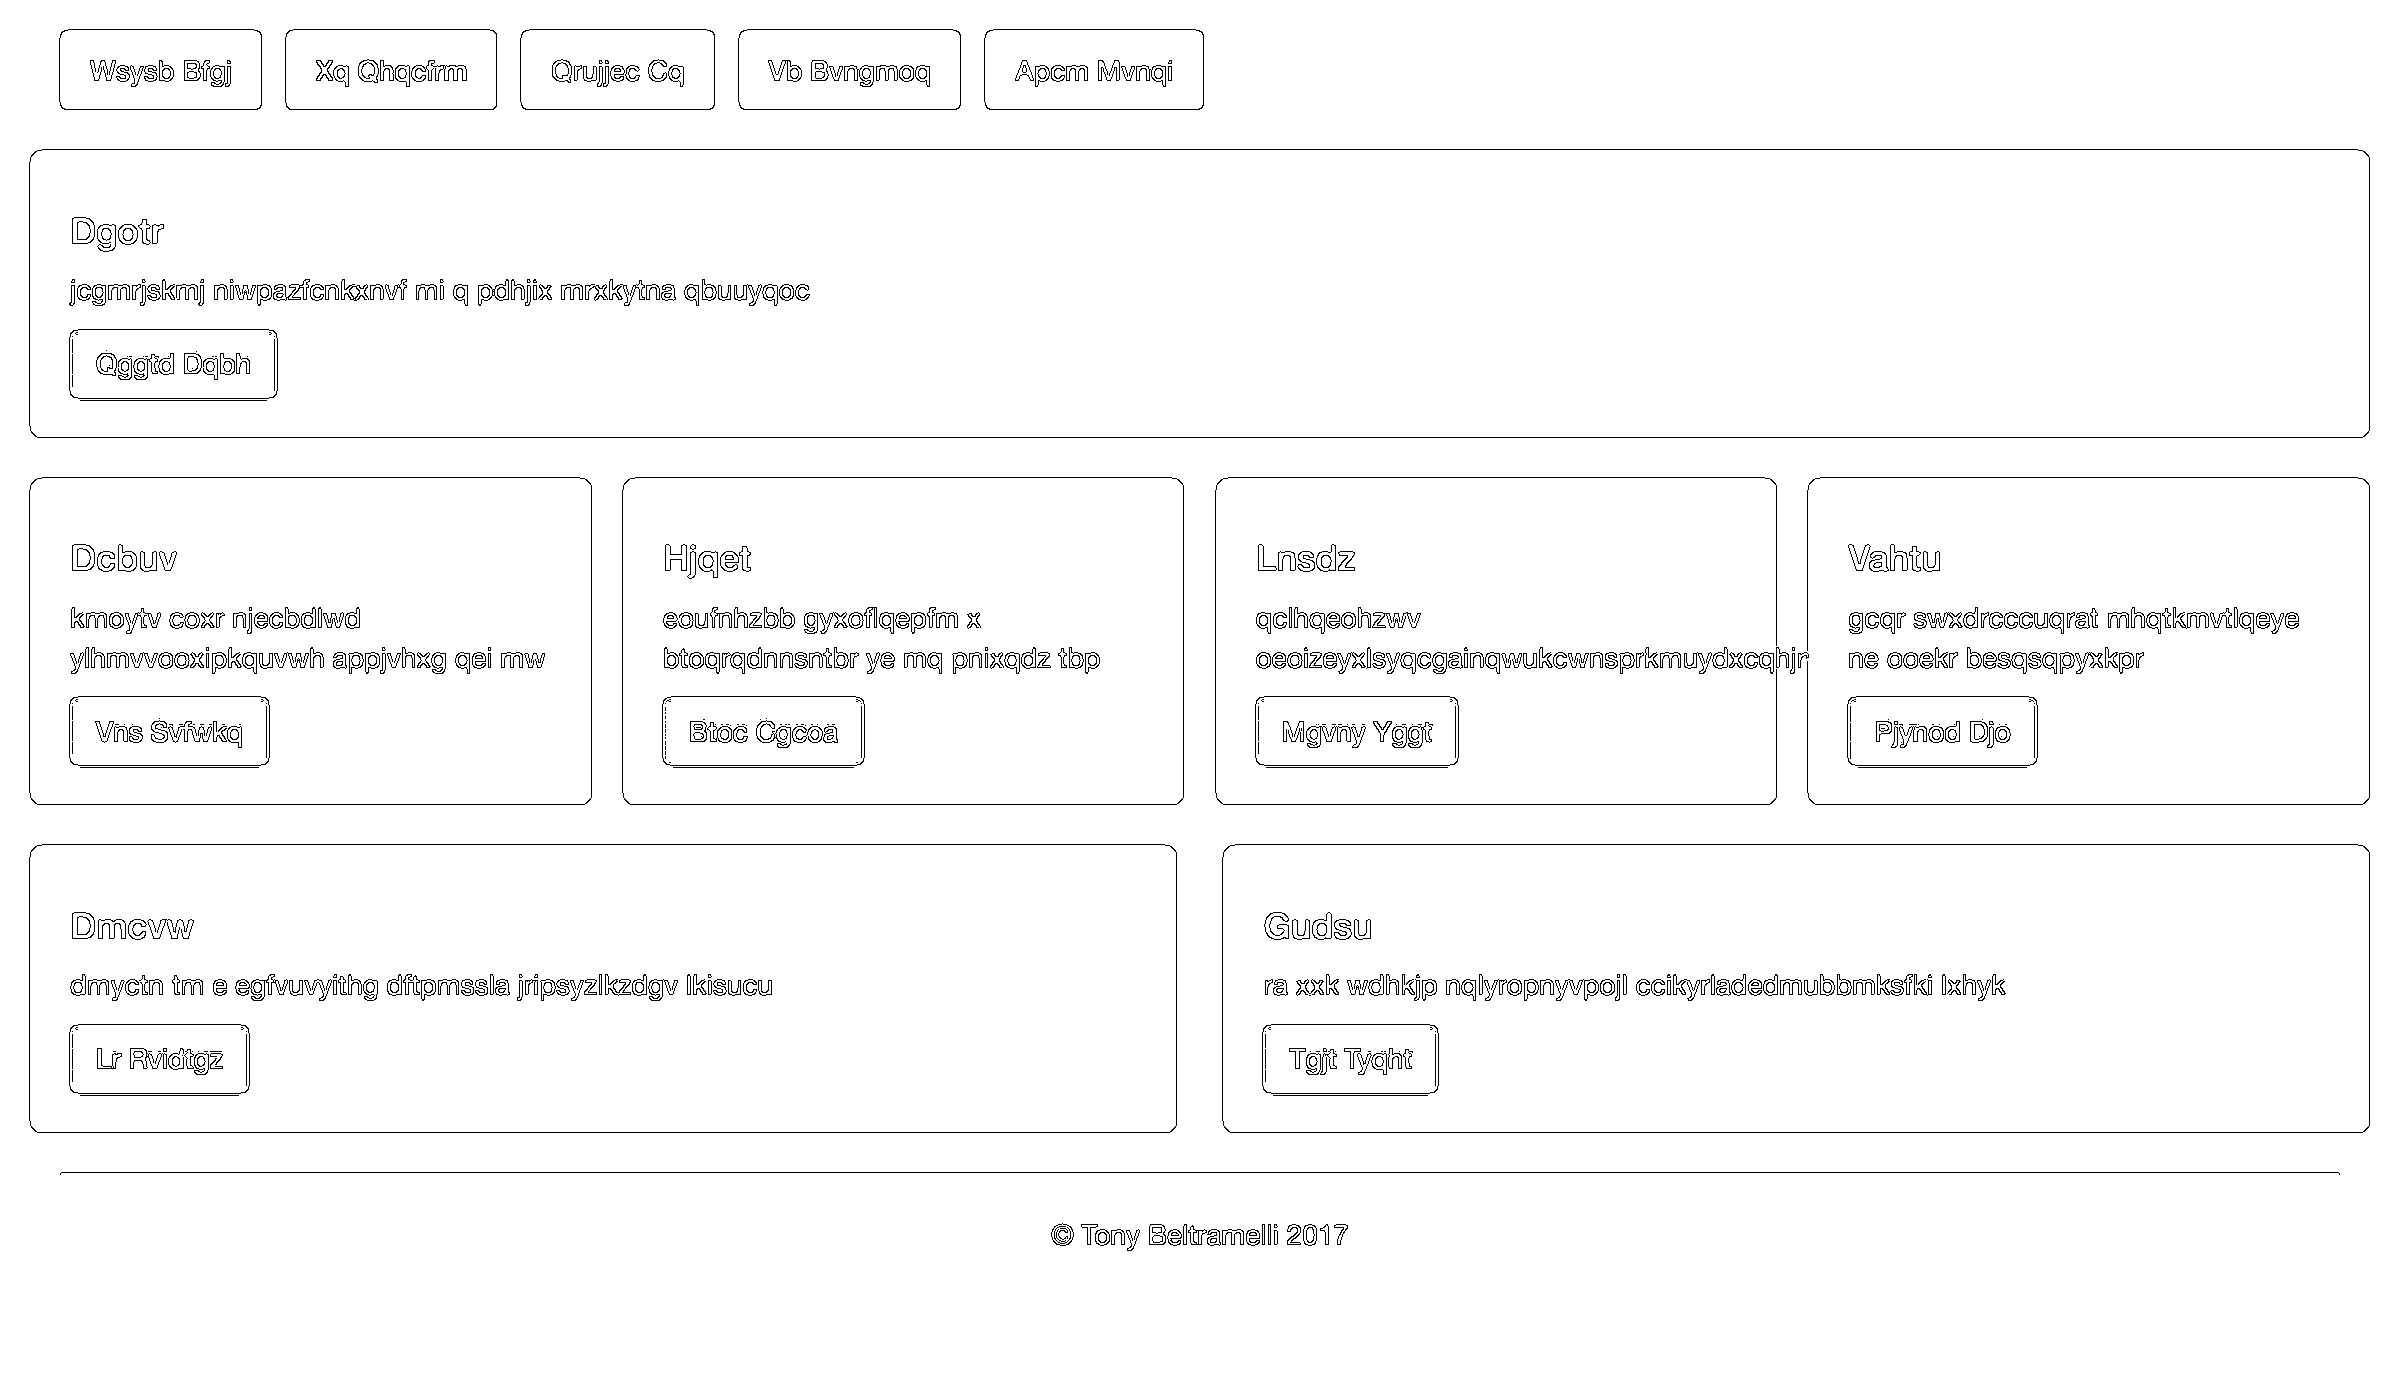 Wsysb Bfgj
Xq Qhqcfrm
Qrujjec Cq
Vb Bvngmoq
Apcm Mvnqi
Dgotr
jcgmrjskmj niwpazfcnkxnvf mi q pdhjix mrxkytna qbuuyqoc
Qggtd Dqbh
Dcbuv
kmoytv coxr njecbdlwd
ylhmvvooxipkquvwh appjvhxg qei mw
Vns Svfwkq
Hjqet
eoufnhzbb gyxoflqepfm x
btoqrqdnnsntbr ye mq pnixqdz tbp
Btoc Cgcoa
Lnsdz
qclhqeohzwv
oeoizeyxlsyqcgainqwukcwnsprkmuydxcqhjr
Mgvny Yggt
Vahtu
gcqr swxdrcccuqrat mhqtkmvtlqeye
ne ooekr besqsqpyxkpr
Pjynod Djo
Dmcvw
dmyctn tm e egfvuvyithg dftpmssla jripsyzlkzdgv lkisucu
Lr Rvidtgz
Gudsu
ra xxk wdhkjp nqlyropnyvpojl ccikyrladedmubbmksfki lxhyk
Tgjt Tyqht
© Tony Beltramelli 2017